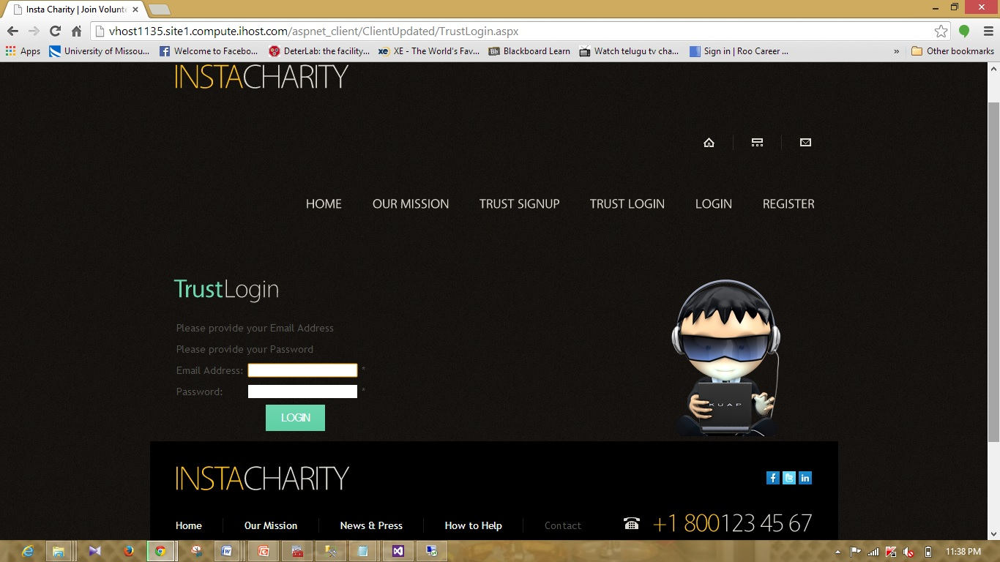 Insta Charity | Join Volunt
vhost1135.site1.compute.ihost.com/aspnet_client/ClientUpdated/TrustLogin.aspx
Apps University of Missou... Welcome to Facebo... DeterLab: the facility,... XE - The World's Fav... Blackboard Learn Watch telugu tv cha... Sign in | Roo Career ... » Other bookmarks
INSTACHARITY
HOME OUR MISSION TRUST SIGNUP TRUST LOGIN LOGIN REGISTER
TrustLogin
Please provide your Email Address
Please provide your Password
Email Address: *
Password: *
LOGIN
KUAP
INSTACHARITY
Home Our Mission News & Press How to Help Contact +1 800123 45 67
11:38 PM